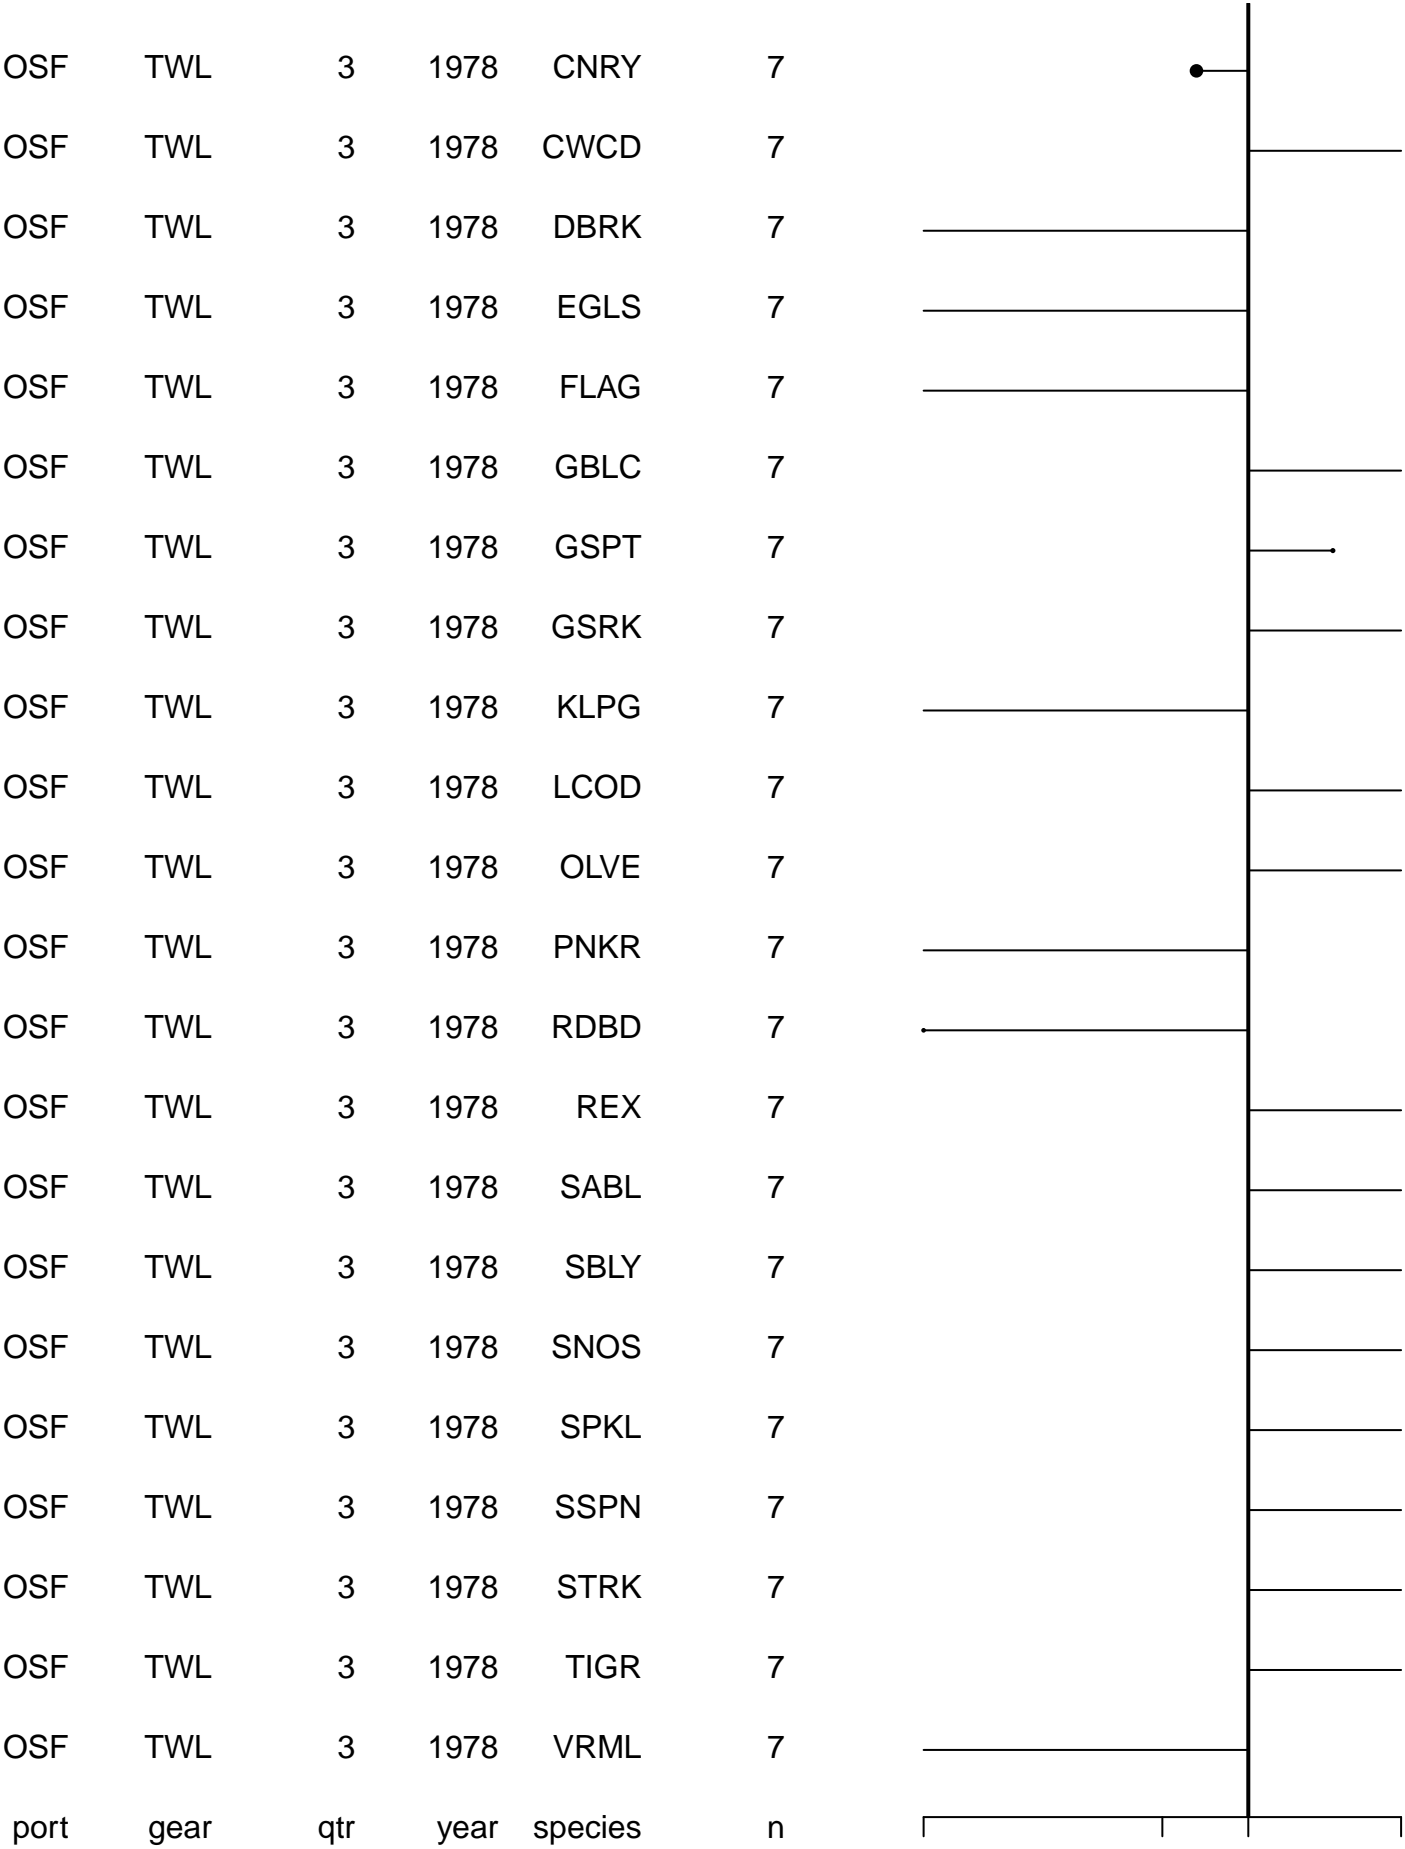 OSF TWL 3 1978 CNRY 7
OSF TWL 3 1978 CWCD 7
OSF TWL 3 1978 DBRK 7
OSF TWL 3 1978 EGLS 7
OSF TWL 3 1978 FLAG 7
OSF TWL 3 1978 GBLC 7
OSF TWL 3 1978 GSPT 7
OSF TWL 3 1978 GSRK 7
OSF TWL 3 1978 KLPG 7
OSF TWL 3 1978 LCOD 7
OSF TWL 3 1978 OLVE 7
OSF TWL 3 1978 PNKR 7
OSF TWL 3 1978 RDBD 7
OSF TWL 3 1978 REX 7
OSF TWL 3 1978 SABL 7
OSF TWL 3 1978 SBLY 7
OSF TWL 3 1978 SNOS 7
OSF TWL 3 1978 SPKL 7
OSF TWL 3 1978 SSPN 7
OSF TWL 3 1978 STRK 7
OSF TWL 3 1978 TIGR 7
OSF TWL 3 1978 VRML 7
port gear qtr year species n